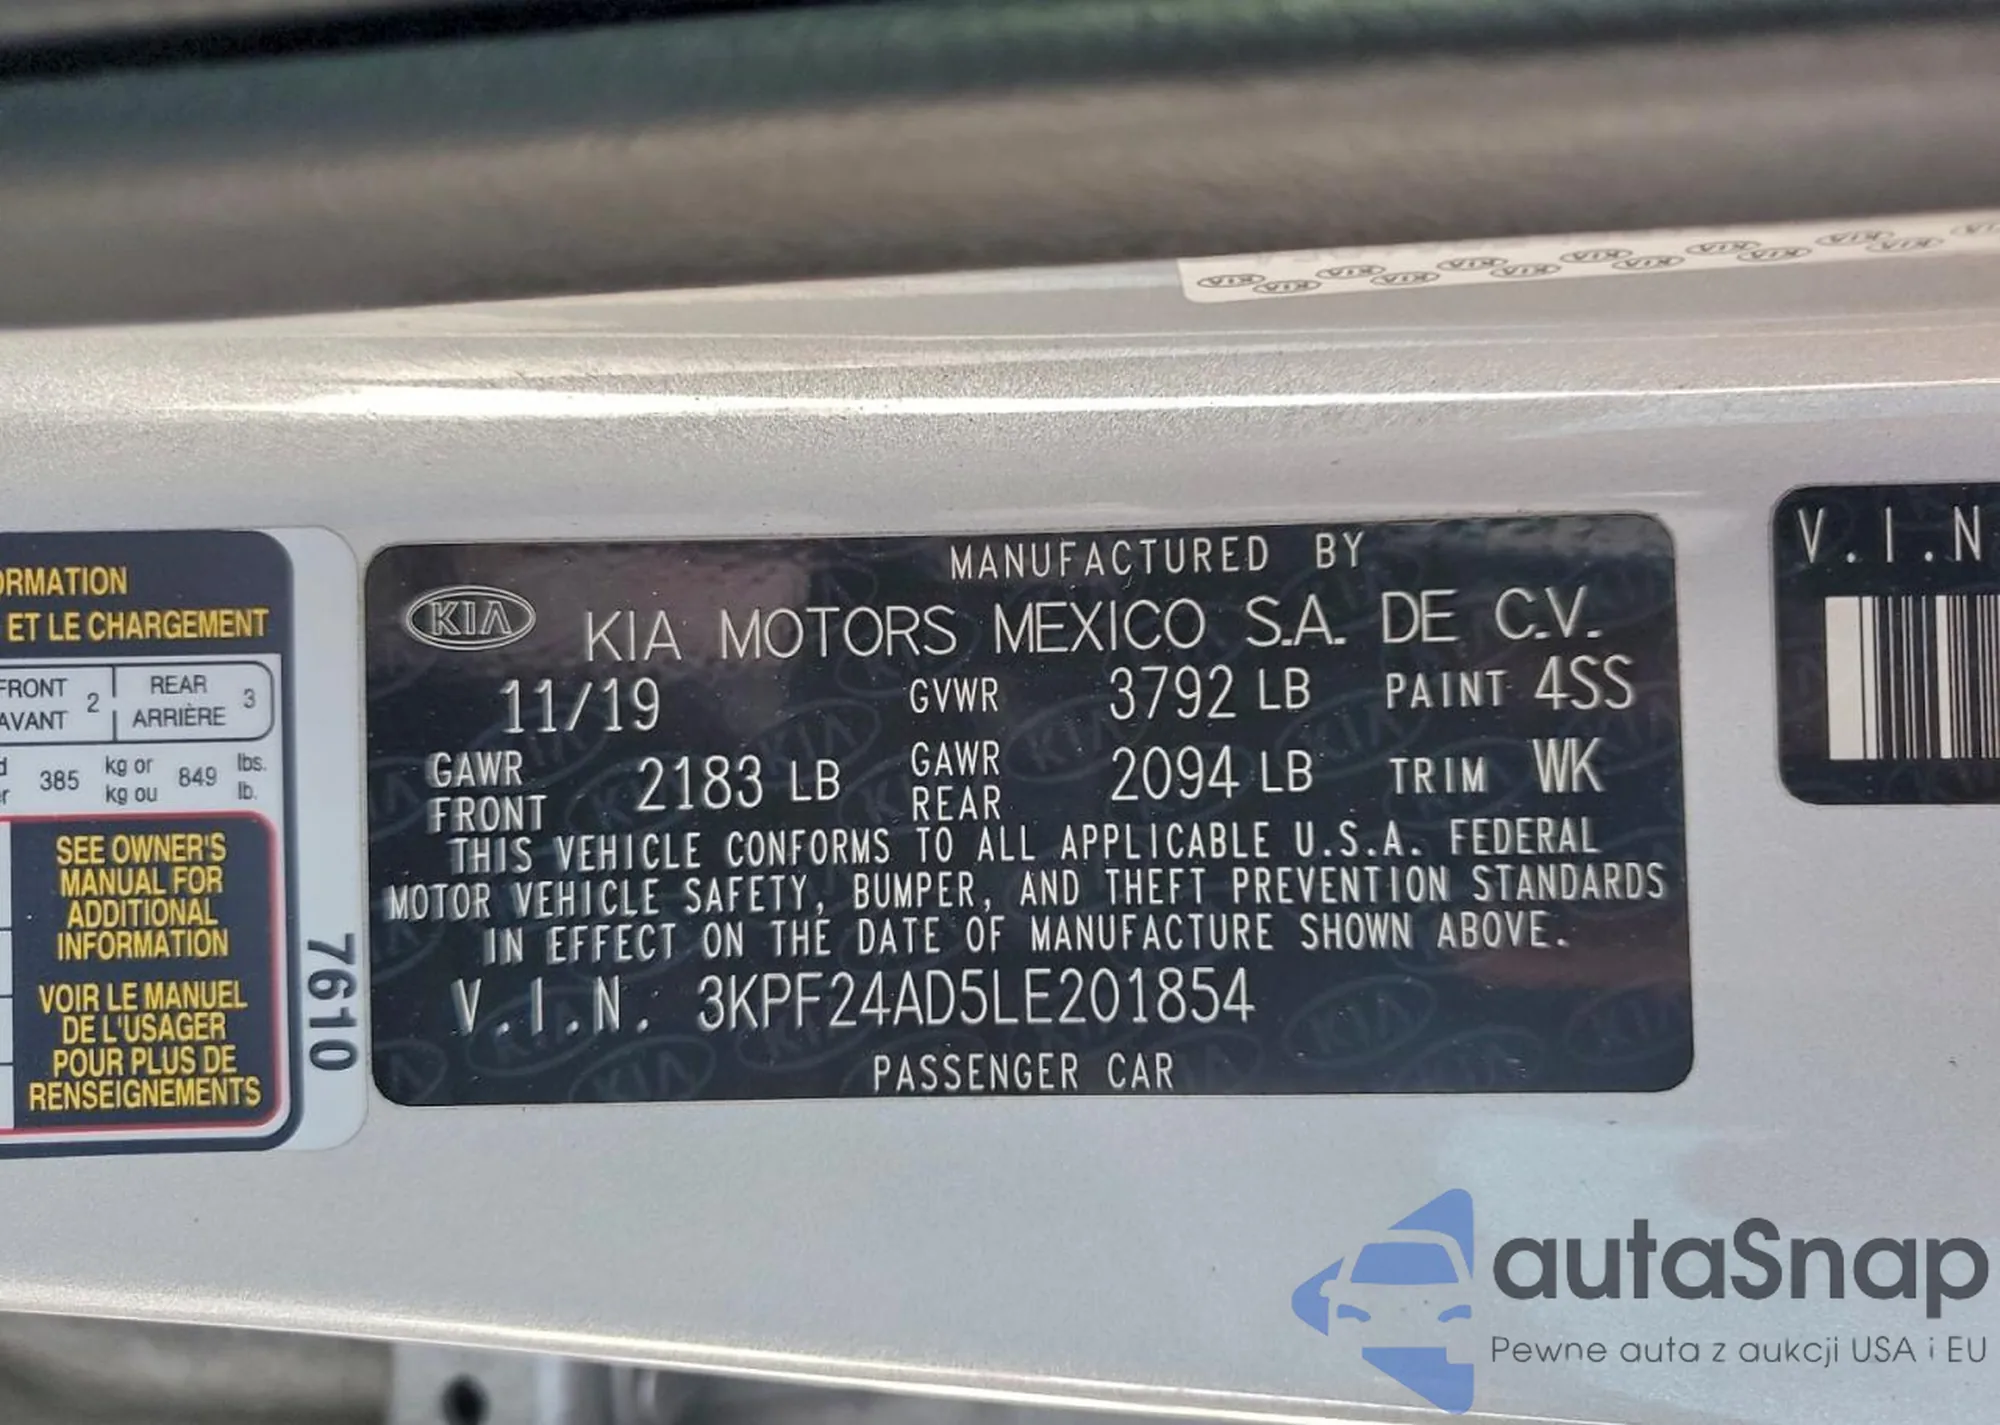 ORMATION
ET LE CHARGEMENT
FRONT
AVANT 2
REAR
ARRIÈRE 3
385 kg or 849 lbs.
kg ou lb.
SEE OWNER'S
MANUAL FOR
ADDITIONAL
INFORMATION
VOIR LE MANUEL
DE L'USAGER
POUR PLUS DE
RENSEIGNEMENTS
7610
MANUFACTURED BY
KIA KIA MOTORS MEXICO S.A. DE C.V.
11/19 GVWR 3792 LB PAINT 4SS
GAWR FRONT 2183 LB GAWR REAR 2094 LB TRIM WK
THIS VEHICLE CONFORMS TO ALL APPLICABLE U.S.A. FEDERAL
MOTOR VEHICLE SAFETY, BUMPER, AND THEFT PREVENTION STANDARDS
IN EFFECT ON THE DATE OF MANUFACTURE SHOWN ABOVE.
V.I.N. : 3KPF24AD5LE201854
PASSENGER CAR
V.I.N
autaSnap
Pewne auta z aukcji USA i EU